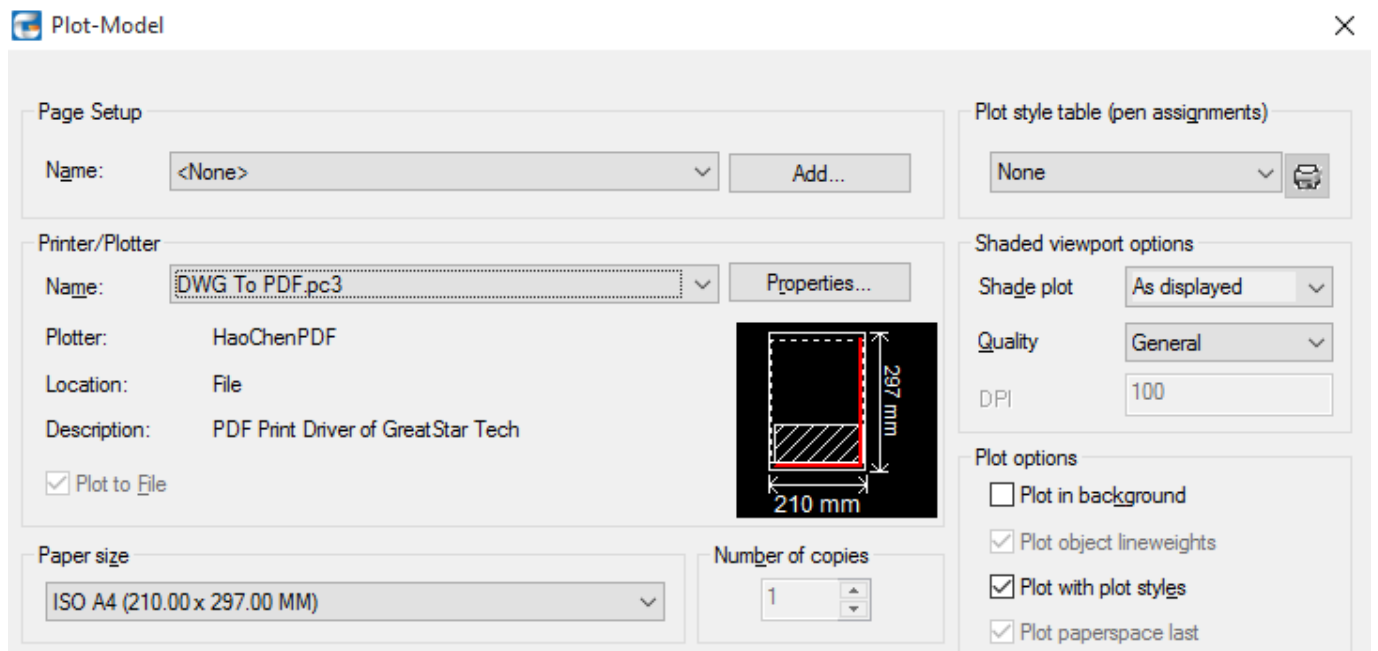 Plot-Model
Page Setup
Name:
<None>
Add...
Plot style table (pen assignments)
None
Printer/Plotter
Name:
DWG To PDF.pc3
Properties...
Plotter:
HaoChenPDF
Location:
File
Description:
PDF Print Driver of GreatStar Tech
Plot to File
297 mm
210 mm
Shaded viewport options
Shade plot
As displayed
Quality
General
DPI
100
Paper size
ISO A4 (210.00 x 297.00 MM)
Number of copies
1
Plot options
Plot in background
Plot object lineweights
Plot with plot styles
Plot paperspace last